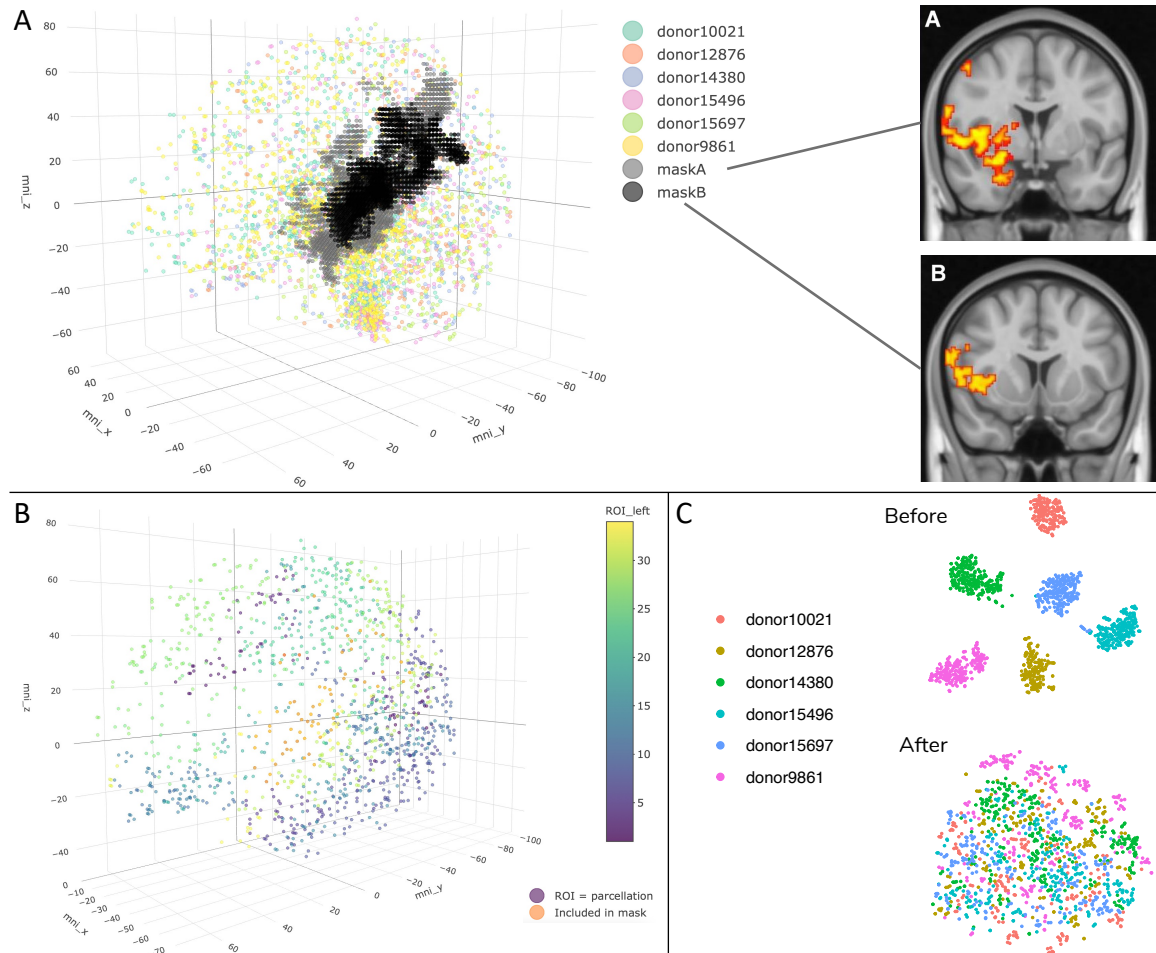 A
80
60
40
20
0
−20
−40
−60
mni_z
60
40
20
0
−20
−40
−60
mni_x
60
40
20
0
−20
−40
−60
−80
−100
mni_y
donor10021
donor12876
donor14380
donor15496
donor15697
donor9861
maskA
maskB
A
B
B
80
60
40
20
0
−20
−40
mni_z
0
−10
−20
−30
−40
−50
−60
70
mni_x
60
40
20
0
−20
−40
−60
−80
−100
mni_y
ROI_left
30
25
20
15
10
5
ROI = parcellation
Included in mask
C
Before
donor10021
donor12876
donor14380
donor15496
donor15697
donor9861
After